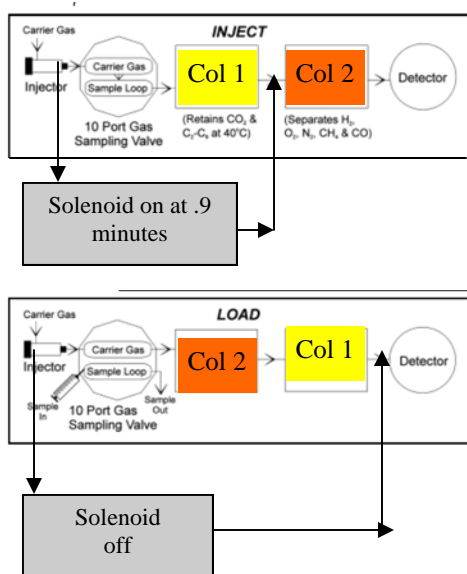 INJECT
Carrier Gas
Injector
Carrier Gas
Sample Loop
10 Port Gas
Sampling Valve
Col 1
(Retains CO₂ &
C₂-C₆ at 40°C)
Col 2
(Separates H₂,
O₂, N₂, CH₄ & CO)
Detector
Solenoid on at .9
minutes
LOAD
Carrier Gas
Injector
Carrier Gas
Sample Loop
Sample
In
Sample
Out
10 Port Gas
Sampling Valve
Col 2
Col 1
Detector
Solenoid
off